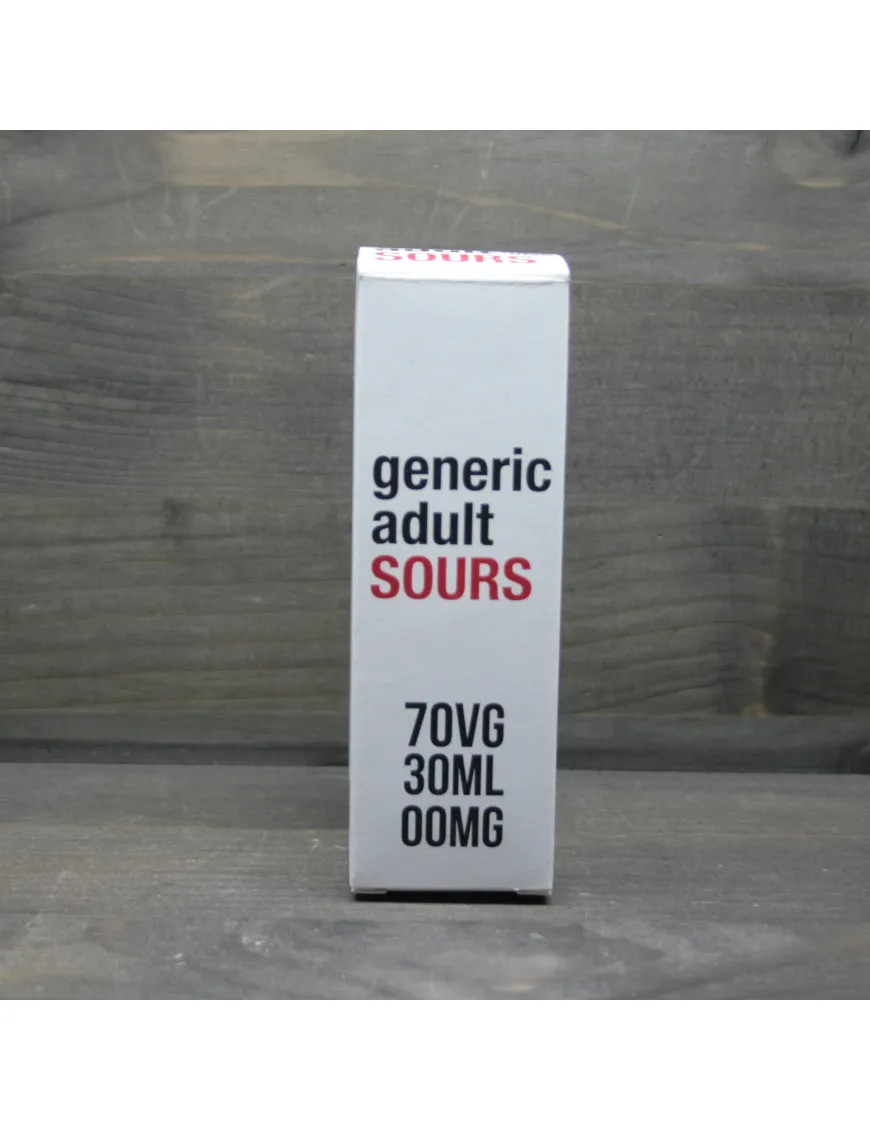 SOURS
generic
adult
SOURS
70VG
30ML
00MG